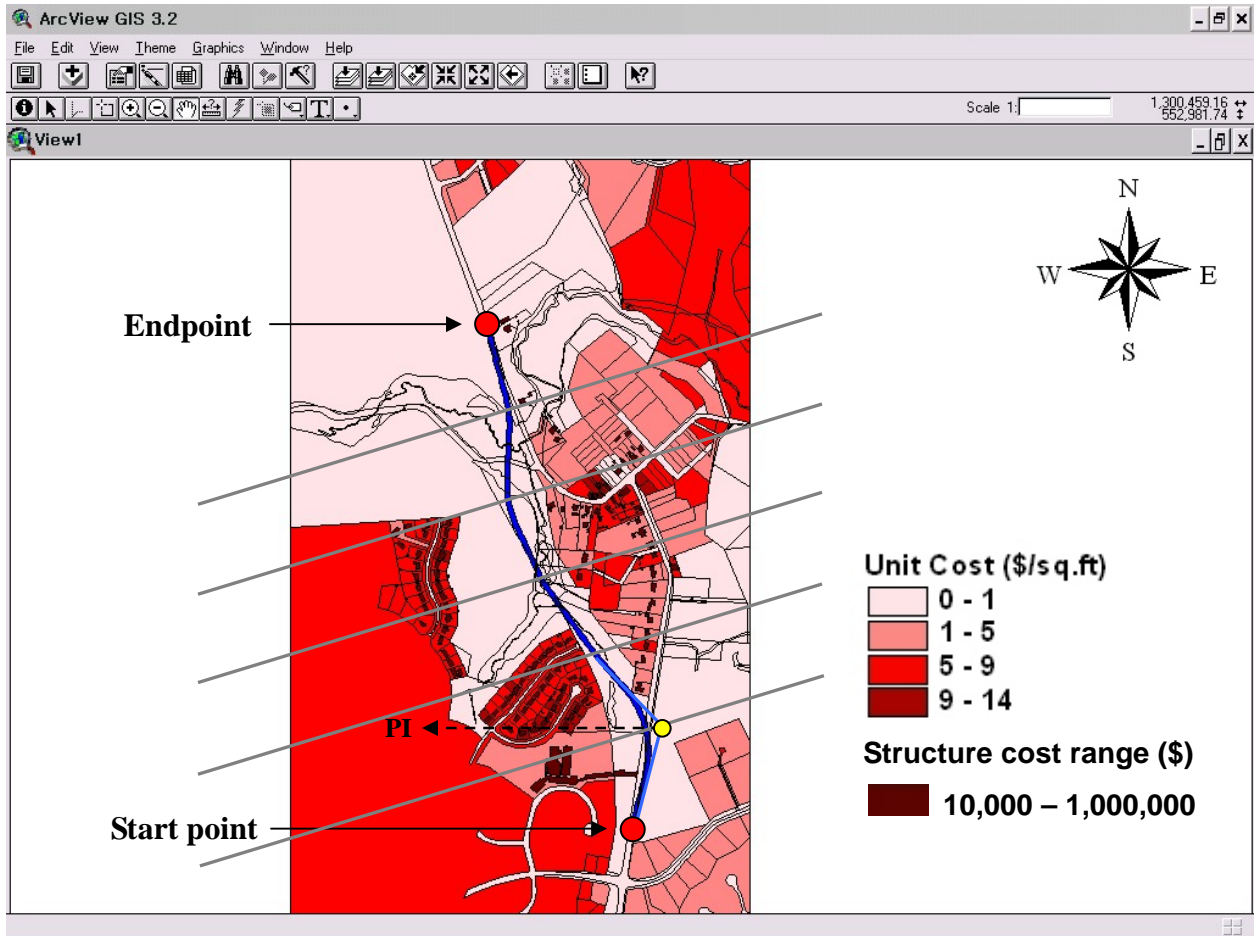 ArcView GIS 3.2
File Edit View Theme Graphics Window Help
Scale 1:
1,300,459.16
552,981.74
View1
N
W E
S
Endpoint
Unit Cost ($/sq.ft)
0 - 1
1 - 5
5 - 9
9 - 14
PI
Structure cost range ($)
10,000 – 1,000,000
Start point